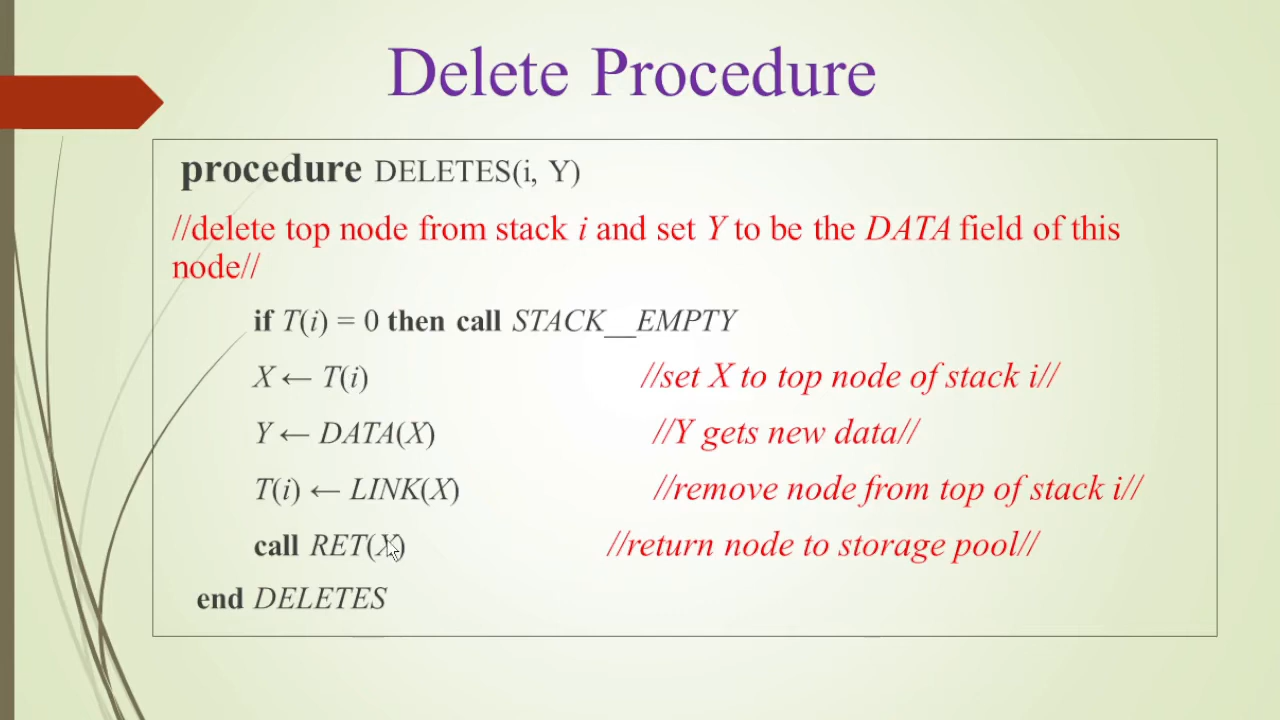 Delete Procedure
procedure DELETES(i, Y)
//delete top node from stack i and set Y to be the DATA field of this
node//
if T(i) = 0 then call STACK__EMPTY
X ← T(i) //set X to top node of stack i//
Y ← DATA(X) //Y gets new data//
T(i) ← LINK(X) //remove node from top of stack i//
call RET(X) //return node to storage pool//
end DELETES